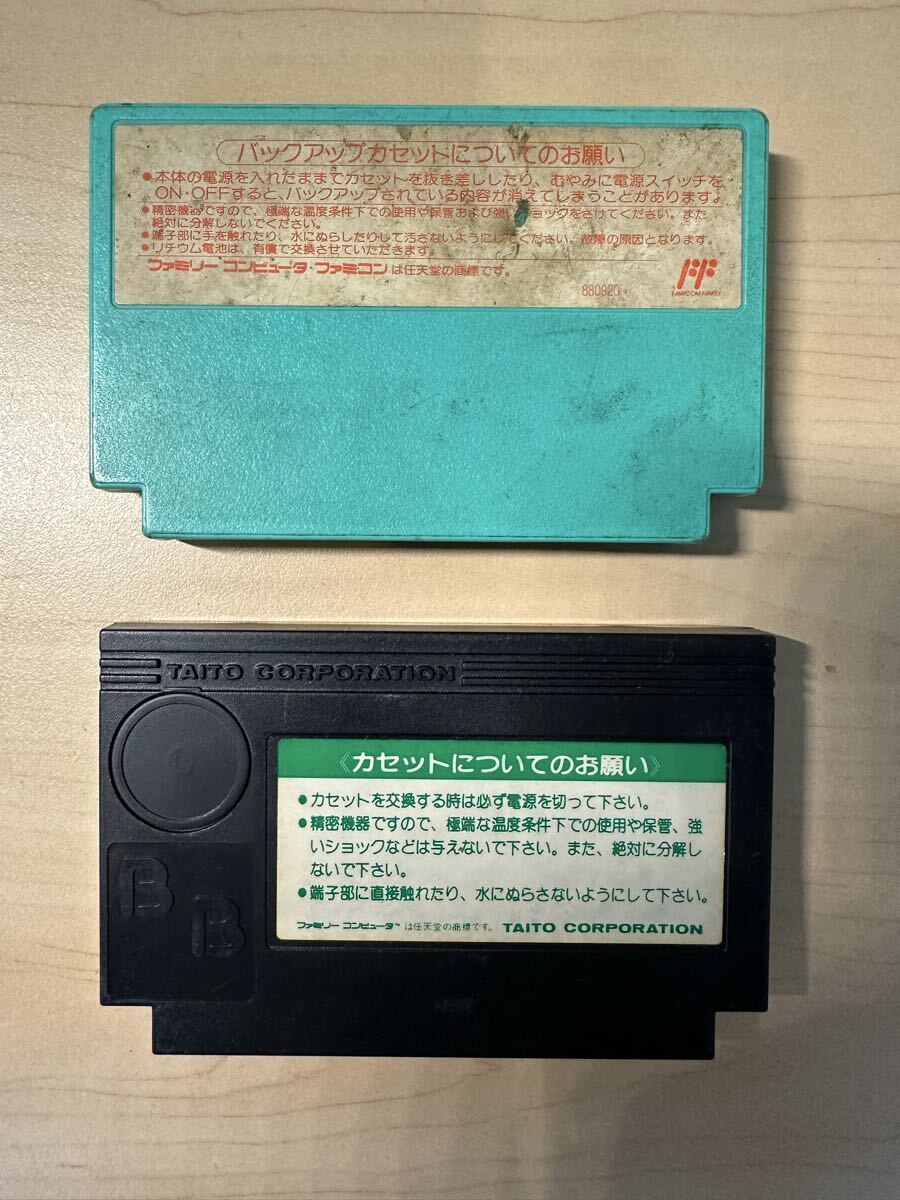 バックアップカセットについてのお願い
●本体の電源を入れたままでカセットを抜き差ししたり、むやみに電源スイッチを
ON・OFFすると、バックアップされている内容が消えてしまうことがあります。
●精密機器ですので、極端な温度条件下での使用や保管および強いショックをさけてください。また
絶対に分解しないでください。
●端子部に手を触れたり、水にぬらしたりして汚さないようにしてください。故障の原因となります。
●リチウム電池は、有償で交換させていただきます。
ファミリー コンピュータ・ファミコン は任天堂の商標です。
880920
FAMICOM FAMILY
TAITO CORPORATION
《カセットについてのお願い》
●カセットを交換する時は必ず電源を切って下さい。
●精密機器ですので、極端な温度条件下での使用や保管、強
いショックなどは与えないで下さい。また、絶対に分解し
ないで下さい。
●端子部に直接触れたり、水にぬらさないようにして下さい。
ファミリー コンピュータ™ は任天堂の商標です。 TAITO CORPORATION
B
B